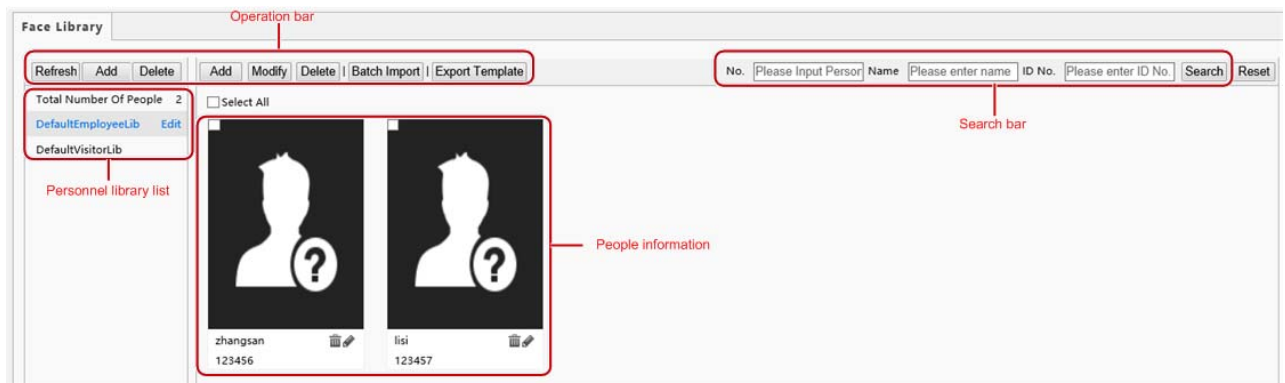 Operation bar
Face Library
Refresh Add Delete Add Modify Delete | Batch Import | Export Template No. Please Input Person Name Please enter name ID No. Please enter ID No. Search Reset
Total Number Of People 2
Select All
DefaultEmployeeLib Edit
Search bar
DefaultVisitorLib
Personnel library list
People information
?
?
zhangsan
lisi
123456
123457